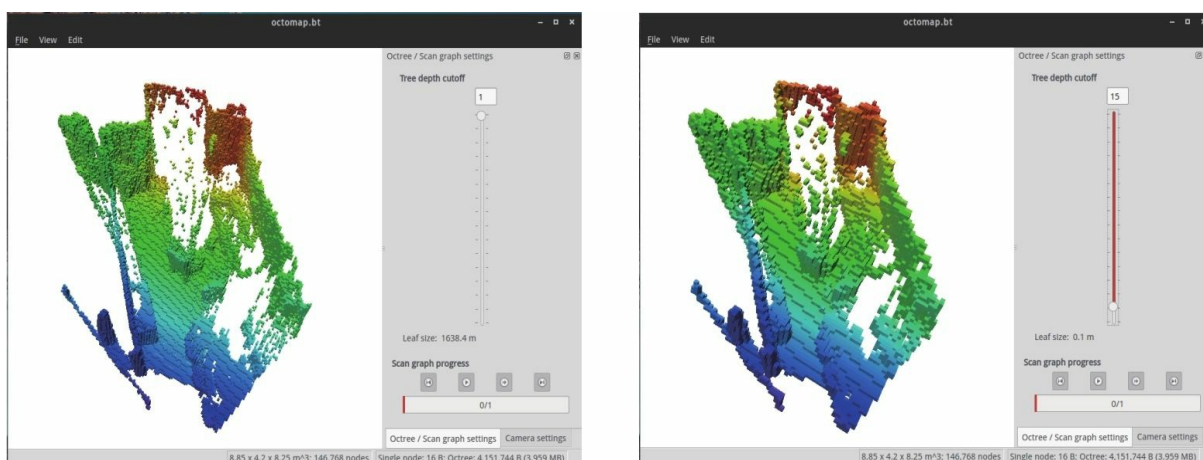 octomap.bt
File View Edit
Octree / Scan graph settings
Tree depth cutoff
1
Leaf size: 1638.4 m
Scan graph progress
0/1
Octree / Scan graph settings Camera settings
8.85 x 4.2 x 8.25 m^3; 146,768 nodes Single node: 16 B; Octree: 4,151,744 B (3.959 MB)
octomap.bt
File View Edit
Octree / Scan graph settings
Tree depth cutoff
15
Leaf size: 0.1 m
Scan graph progress
0/1
Octree / Scan graph settings Camera settings
8.85 x 4.2 x 8.25 m^3; 146,768 nodes Single node: 16 B; Octree: 4,151,744 B (3.959 MB)